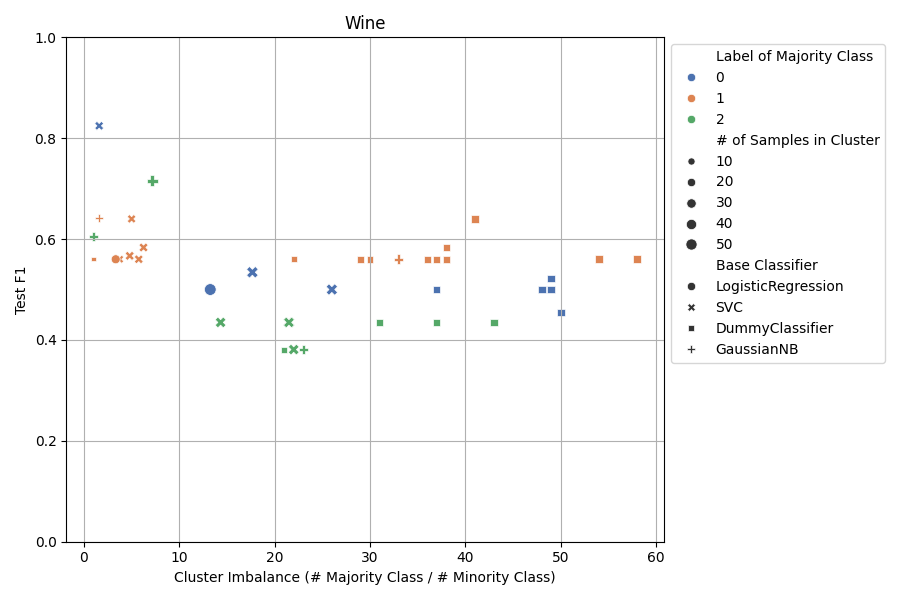 Wine
1.0
0.8
0.6
0.4
0.2
0.0
Test F1
0 10 20 30 40 50 60
Cluster Imbalance (# Majority Class / # Minority Class)
Label of Majority Class
0
1
2
# of Samples in Cluster
10
20
30
40
50
Base Classifier
LogisticRegression
SVC
DummyClassifier
GaussianNB